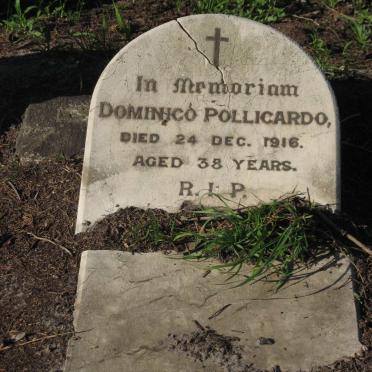 In Memoriam
DOMINICO POLLICARDO,
DIED 24 DEC. 1916.
AGED 38 YEARS.
R.I.P.